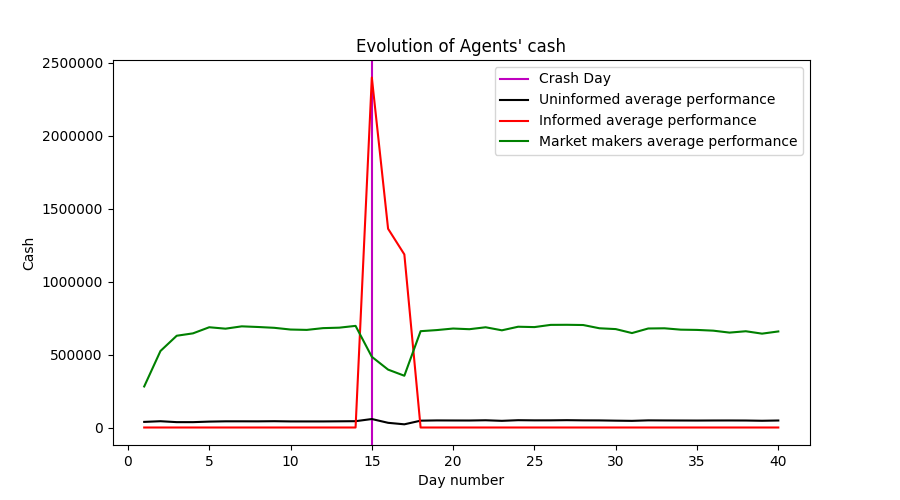 Evolution of Agents' cash
Crash Day
Uninformed average performance
Informed average performance
Market makers average performance
2500000
2000000
1500000
1000000
500000
0
Cash
0 5 10 15 20 25 30 35 40
Day number